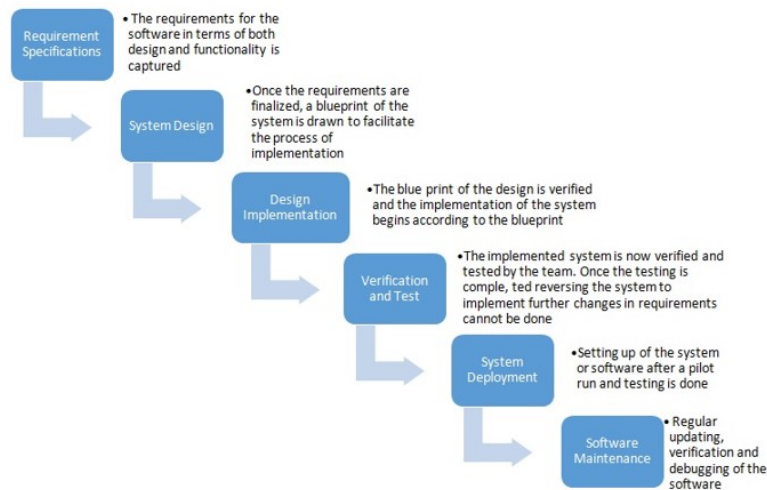 Requirement
Specifications
• The requirements for the
software in terms of both
design and functionality is
captured
System Design
•Once the requirements are
finalized, a blueprint of the
system is drawn to facilitate
the process of
implementation
Design
Implementation
•The blue print of the design is verified
and the implementation of the system
begins according to the blueprint
Verification
and Test
•The implemented system is now verified and
tested by the team. Once the testing is
comple, ted reversing the system to
implement further changes in requirements
cannot be done
System
Deployment
•Setting up of the system
or software after a pilot
run and testing is done
Software
Maintenance
• Regular
updating,
verification and
debugging of the
software